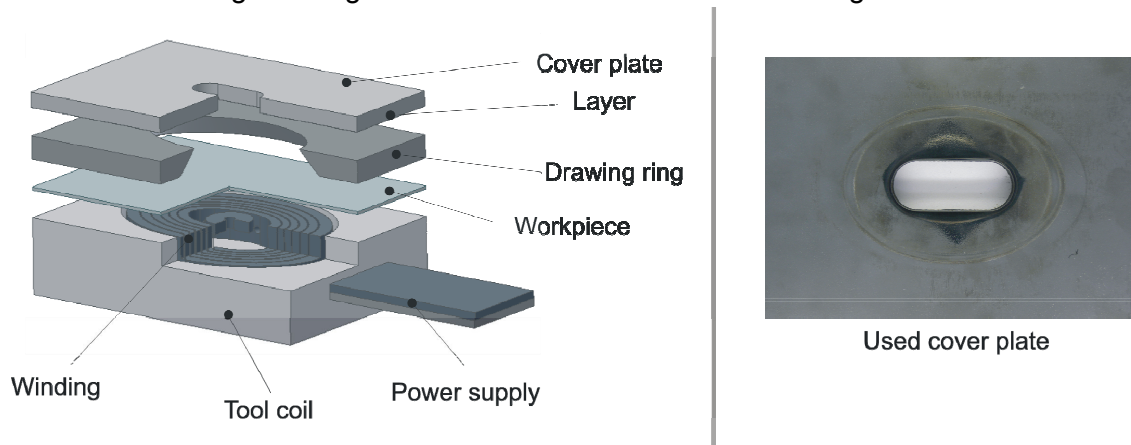 Cover plate
Layer
Drawing ring
Workpiece
Winding
Tool coil
Power supply
Used cover plate